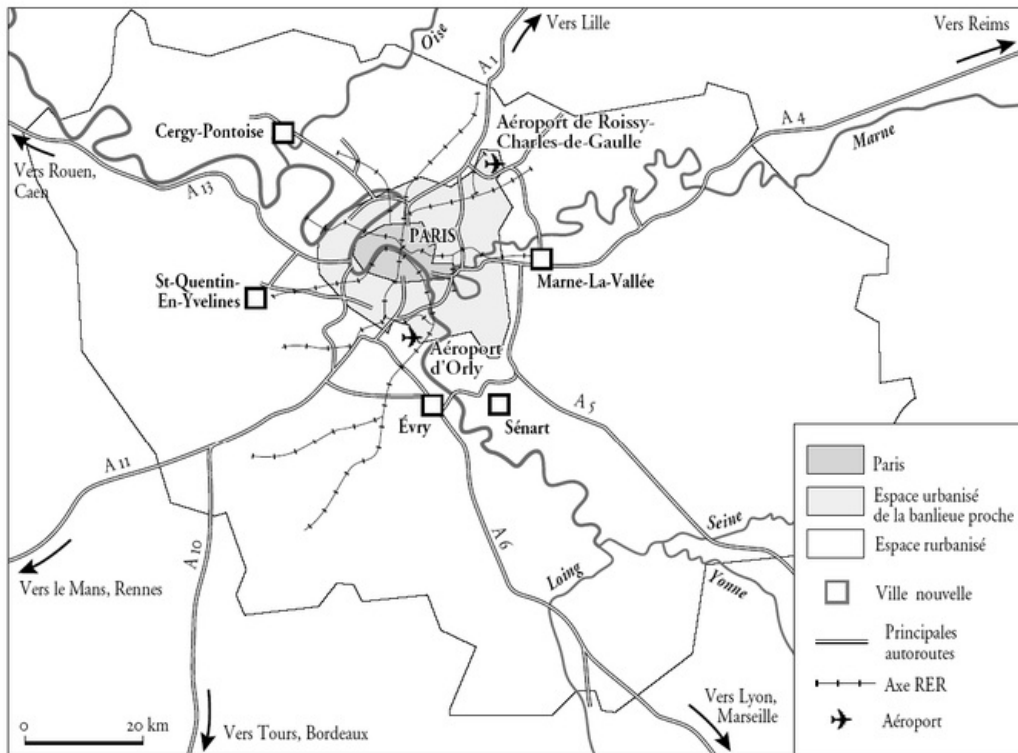 Vers Lille
Vers Reims
Oise
A 1
A 4
Marne
Cergy-Pontoise
Aéroport de Roissy-
Charles-de-Gaulle
Vers Rouen,
Caen
A 13
PARIS
St-Quentin-
En-Yvelines
Marne-La-Vallée
Aéroport
d'Orly
Évry
Sénart
A 5
A 11
A 10
A 6
Vers le Mans, Rennes
Loing
Seine
Yonne
Vers Lyon,
Marseille
Vers Tours, Bordeaux
0 20 km
Paris
Espace urbanisé
de la banlieue proche
Espace rurbanisé
Ville nouvelle
Principales
autoroutes
Axe RER
Aéroport